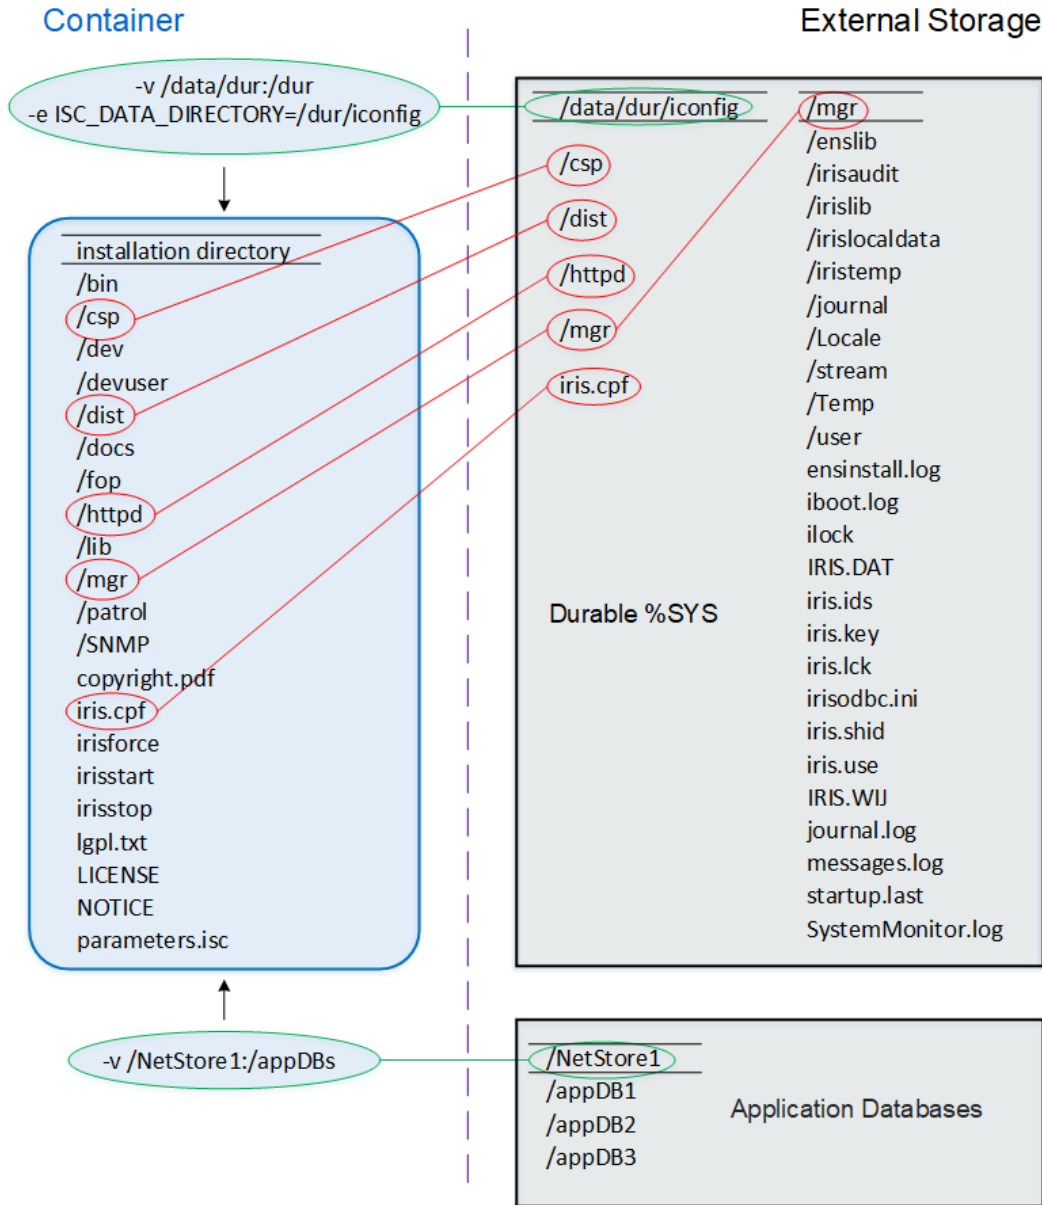 Container
External Storage
-v /data/dur:/dur
-e ISC_DATA_DIRECTORY=/dur/iconfig
installation directory
/bin
/csp
/dev
/devuser
/dist
/docs
/fop
/httpd
/lib
/mgr
/patrol
/SNMP
copyright.pdf
iris.cpf
irisforce
irisstart
irisstop
lgpl.txt
LICENSE
NOTICE
parameters.isc
-v /NetStore1:/appDBs
/data/dur/iconfig
/csp
/dist
/httpd
/mgr
iris.cpf
Durable %SYS
/mgr
/enslib
/irisaudit
/irislib
/irislocaldata
/iristemp
/journal
/Locale
/stream
/Temp
/user
ensinstall.log
iboot.log
ilock
IRIS.DAT
iris.ids
iris.key
iris.lck
irisodbc.ini
iris.shid
iris.use
IRIS.WIJ
journal.log
messages.log
startup.last
SystemMonitor.log
/NetStore1
/appDB1
/appDB2
/appDB3
Application Databases